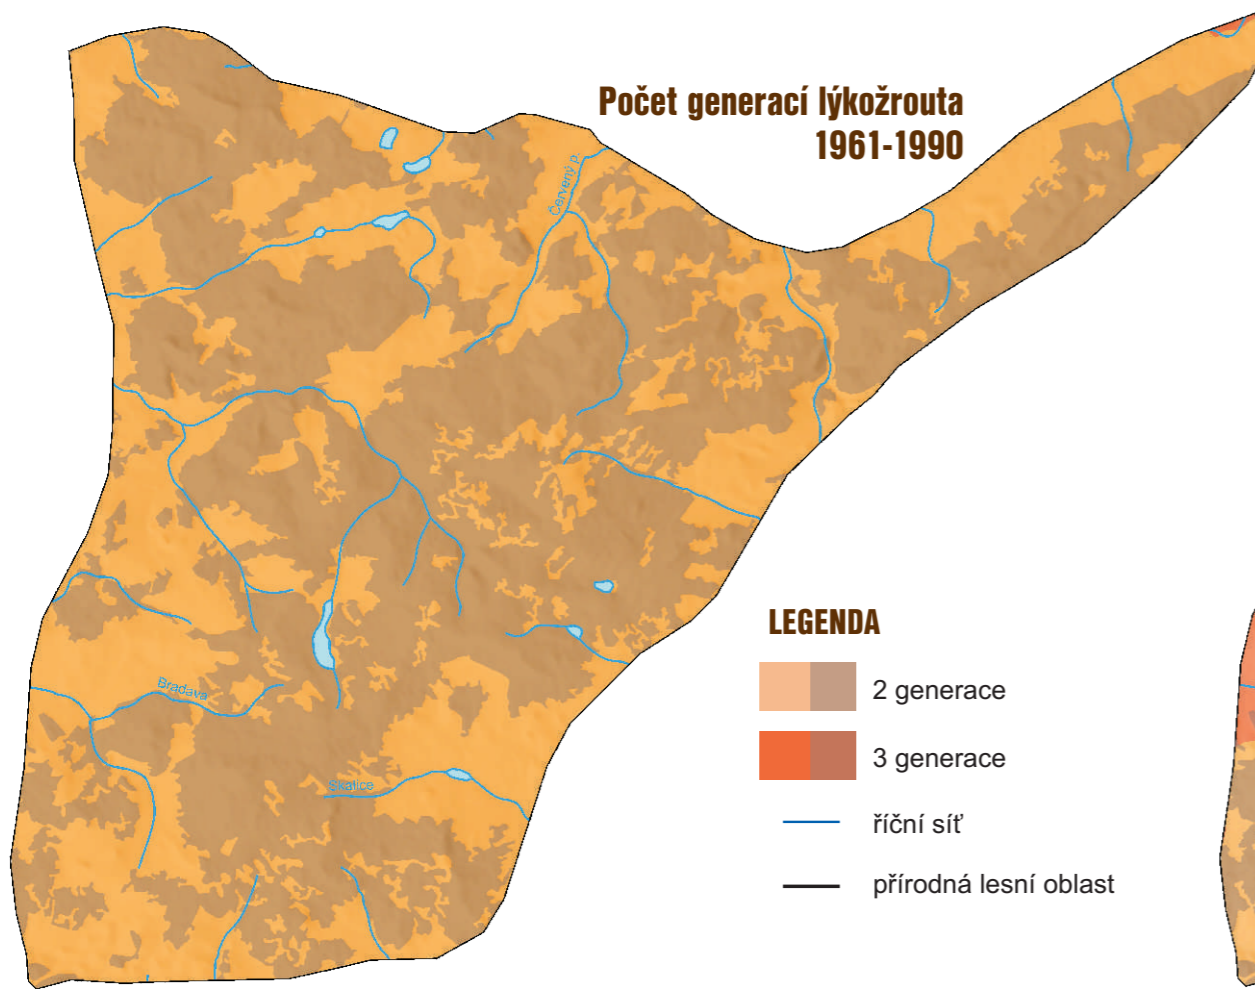 Počet generací lýkožrouta
1961-1990
Červený p.
LEGENDA
2 generace
3 generace
říční síť
přírodná lesní oblast
Bradava
Skalice